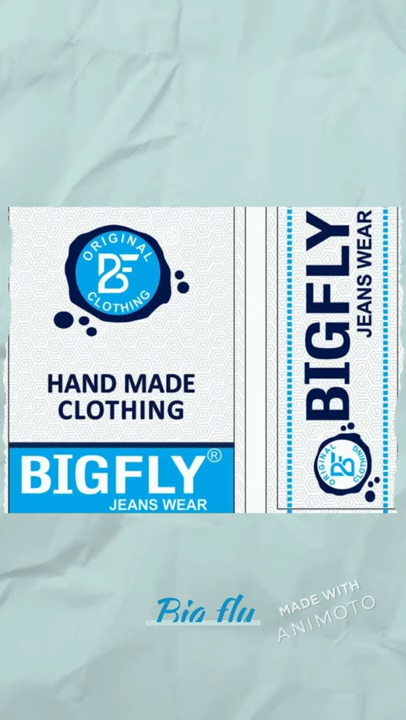 ORIGINAL
BF
CLOTHING
HAND MADE
CLOTHING
BIGFLY®
JEANS WEAR
BIGFLY
JEANS WEAR
ORIGINAL
BF
CLOTHING
Big fly
MADE WITH
ANIMOTO